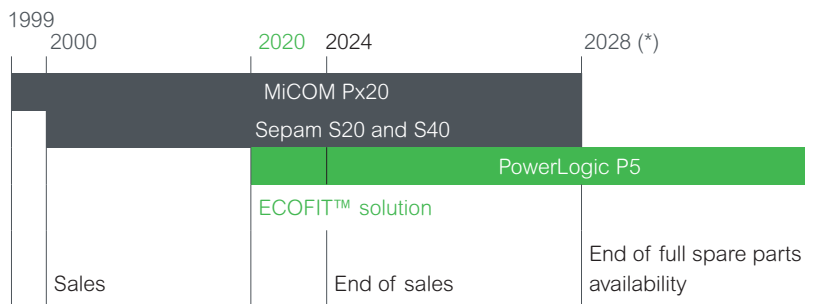 1999
2000
2020
2024
2028 (*)
MiCOM Px20
Sepam S20 and S40
PowerLogic P5
ECOFIT™ solution
Sales
End of sales
End of full spare parts
availability